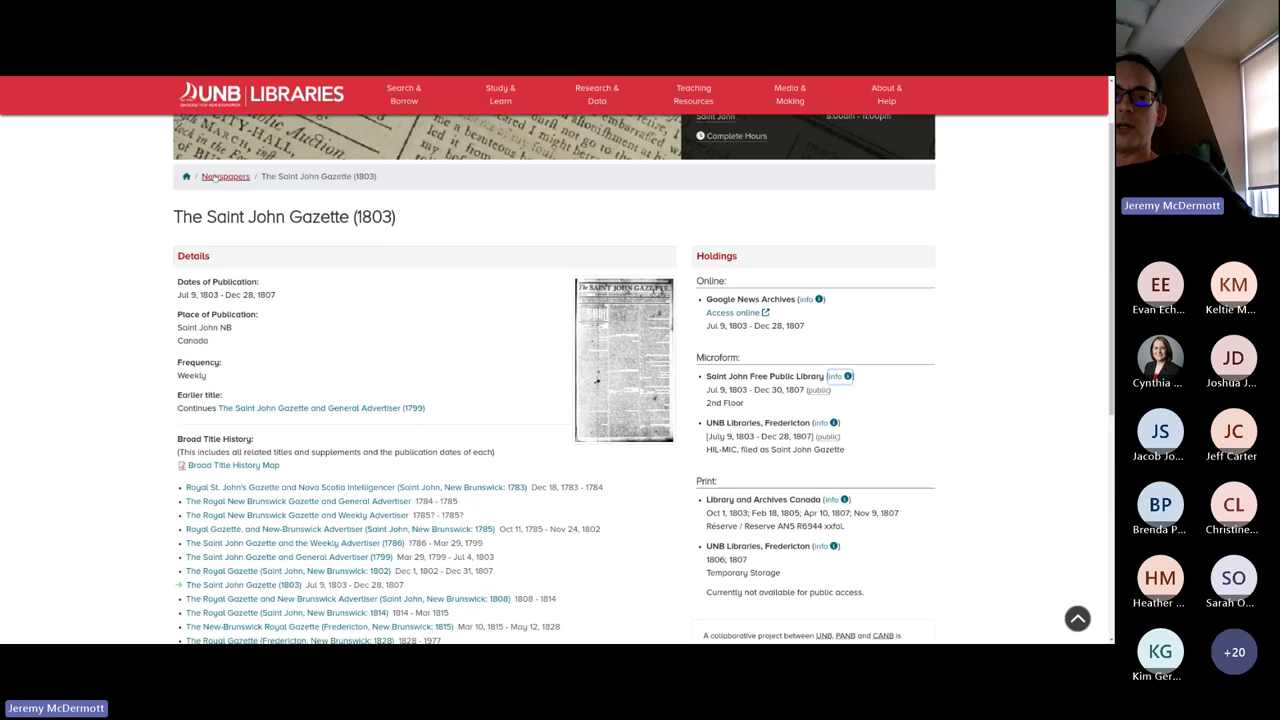 UNB | LIBRARIES
Search & Borrow
Study & Learn
Research & Data
Teaching Resources
Media & Making
About & Help
Saint John
8:00am - 11:00pm
Complete Hours
/ Newspapers / The Saint John Gazette (1803)
The Saint John Gazette (1803)
Details
Dates of Publication:
Jul 9, 1803 - Dec 28, 1807
Place of Publication:
Saint John NB
Canada
Frequency:
Weekly
Earlier title:
Continues The Saint John Gazette and General Advertiser (1799)
Broad Title History:
(This includes all related titles and supplements and the publication dates of each)
Broad Title History Map
Royal St. John's Gazette and Nova Scotia Intelligencer (Saint John, New Brunswick: 1783) Dec 18, 1783 - 1784
The Royal New Brunswick Gazette and General Advertiser 1784 - 1785
The Royal New Brunswick Gazette and Weekly Advertiser 1785? - 1785?
Royal Gazette, and New-Brunswick Advertiser (Saint John, New Brunswick: 1785) Oct 11, 1785 - Nov 24, 1802
The Saint John Gazette and the Weekly Advertiser (1786) 1786 - Mar 29, 1799
The Saint John Gazette and General Advertiser (1799) Mar 29, 1799 - Jul 4, 1803
The Royal Gazette (Saint John, New Brunswick: 1802) Dec 1, 1802 - Dec 31, 1807
The Saint John Gazette (1803) Jul 9, 1803 - Dec 28, 1807
The Royal Gazette and New Brunswick Advertiser (Saint John, New Brunswick: 1808) 1808 - 1814
The Royal Gazette (Saint John, New Brunswick: 1814) 1814 - Mar 1815
The New-Brunswick Royal Gazette (Fredericton, New Brunswick: 1815) Mar 10, 1815 - May 12, 1828
The Royal Gazette (Fredericton, New Brunswick: 1828) 1828 - 1977
The SAINT JOHN GAZETTE.
Holdings
Online:
Google News Archives (info)
Access online
Jul 9, 1803 - Dec 28, 1807
Microform:
Saint John Free Public Library (info)
Jul 9, 1803 - Dec 30, 1807 (public)
2nd Floor
UNB Libraries, Fredericton (info)
[July 9, 1803 - Dec 28, 1807] (public)
HIL-MIC, filed as Saint John Gazette
Print:
Library and Archives Canada (info)
Oct 1, 1803; Feb 18, 1805; Apr 10, 1807; Nov 9, 1807
Réserve / Reserve AN5 R6944 xxfol.
UNB Libraries, Fredericton (info)
1806; 1807
Temporary Storage
Currently not available for public access.
A collaborative project between UNB, PANB and CANB is
Jeremy McDermott
EE
Evan Ech...
KM
Keltie M...
Cynthia ...
JD
Joshua J...
JS
Jacob Jo...
JC
Jeff Carter
BP
Brenda P...
CL
Christine...
HM
Heather ...
SO
Sarah O...
KG
Kim Ger...
+20
Jeremy McDermott